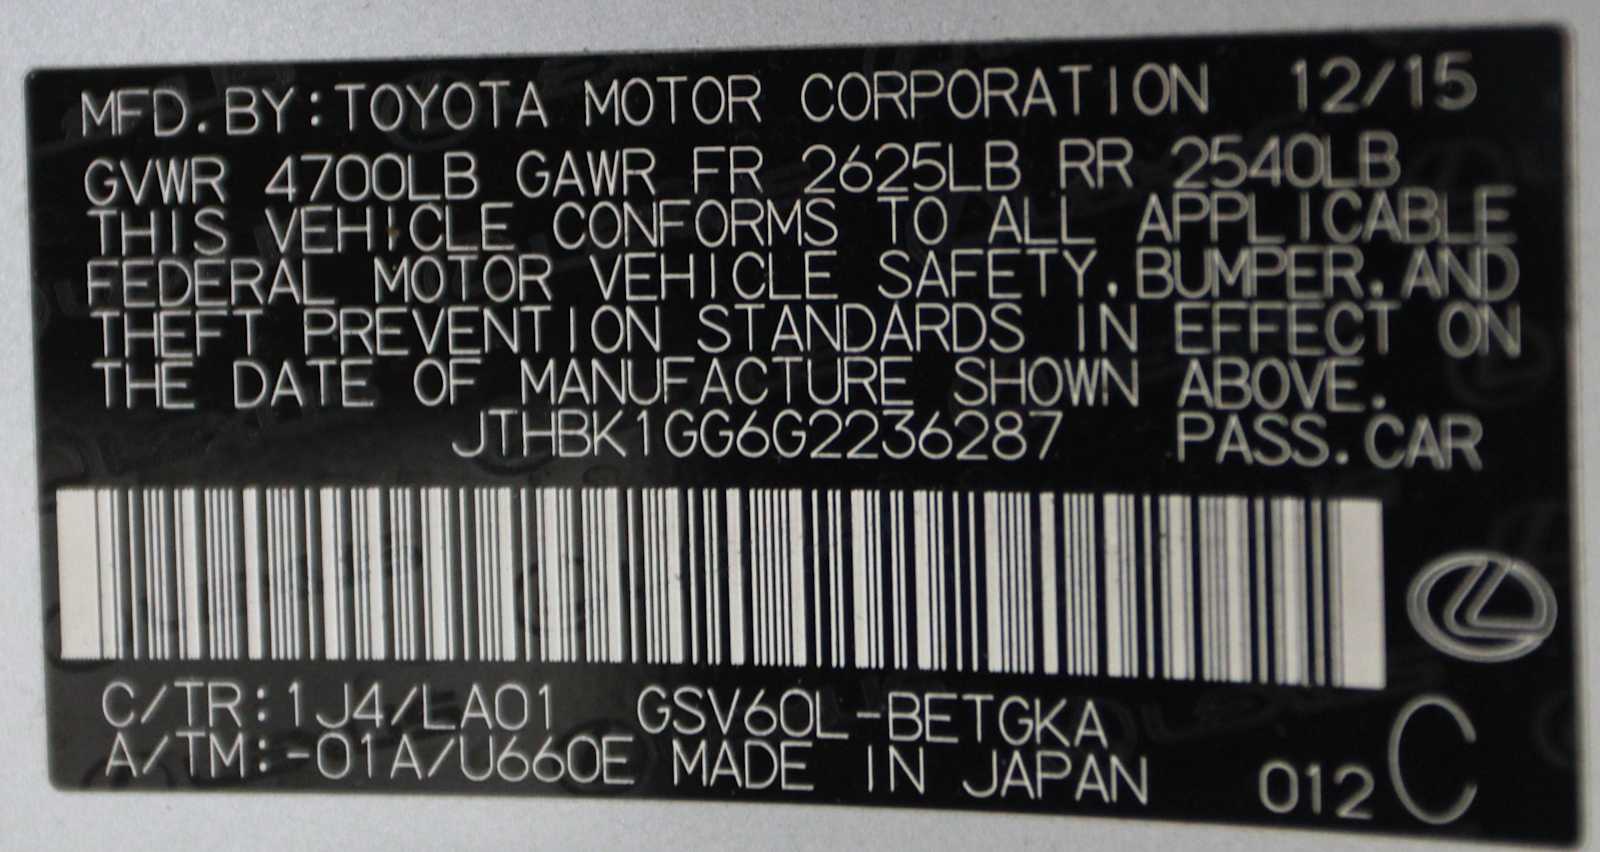 MFD.BY:TOYOTA MOTOR CORPORATION 12/15
GVWR 4700LB GAWR FR 2625LB RR 2540LB
THIS VEHICLE CONFORMS TO ALL APPLICABLE
FEDERAL MOTOR VEHICLE SAFETY,BUMPER,AND
THEFT PREVENTION STANDARDS IN EFFECT ON
THE DATE OF MANUFACTURE SHOWN ABOVE.
JTHBK1GG6G2236287 PASS.CAR
C/TR:1J4/LA01 GSV60L-BETGKA
A/TM:-01A/U660E MADE IN JAPAN 012 C